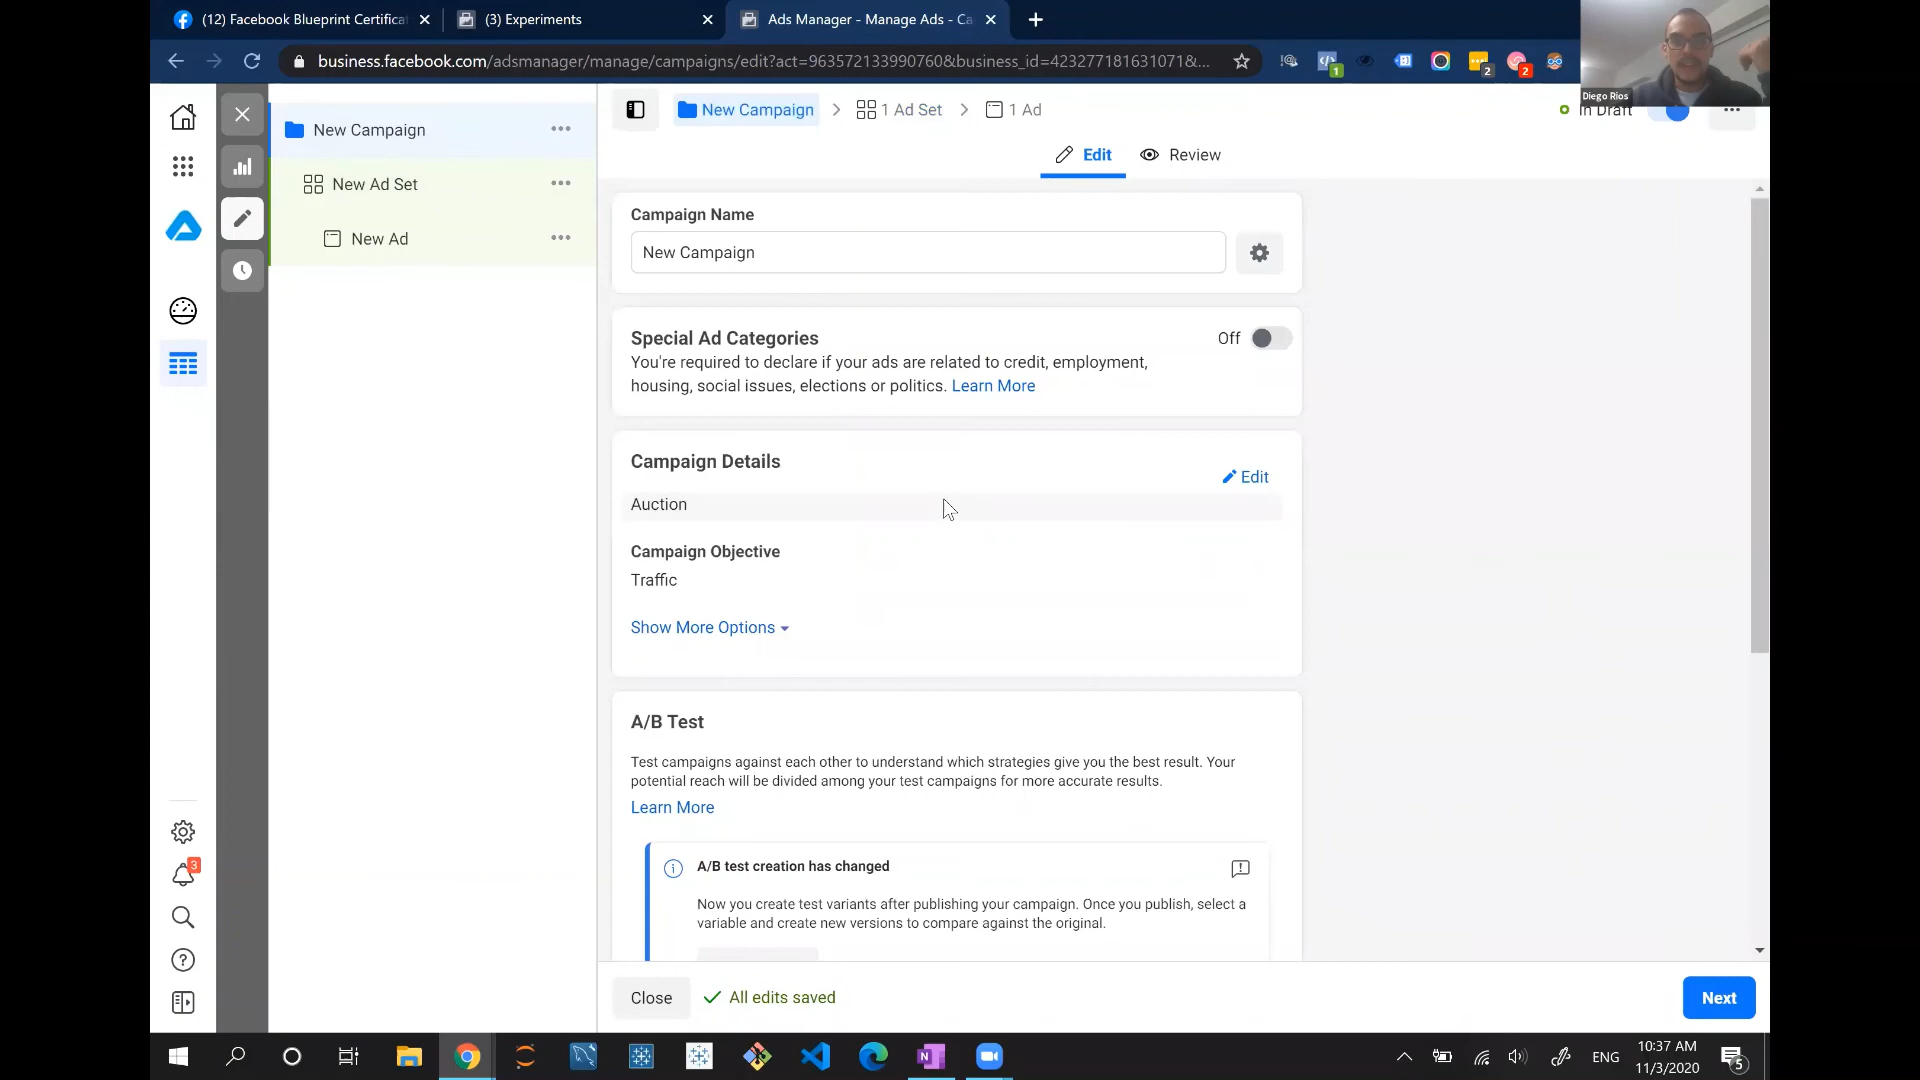 (12) Facebook Blueprint Certifica
(3) Experiments
Ads Manager - Manage Ads - Ca
business.facebook.com/adsmanager/manage/campaigns/edit?act=963572133990760&business_id=423277181631071&...
1
2
2
Diego Rios
New Campaign
New Ad Set
New Ad
New Campaign
1 Ad Set
1 Ad
In Draft
Edit
Review
Campaign Name
New Campaign
Special Ad Categories
Off
You're required to declare if your ads are related to credit, employment,
housing, social issues, elections or politics. Learn More
Campaign Details
Edit
Auction
Campaign Objective
Traffic
Show More Options
A/B Test
Test campaigns against each other to understand which strategies give you the best result. Your
potential reach will be divided among your test campaigns for more accurate results.
Learn More
A/B test creation has changed
Now you create test variants after publishing your campaign. Once you publish, select a
variable and create new versions to compare against the original.
3
Close
All edits saved
Next
N
ENG
10:37 AM
11/3/2020
5